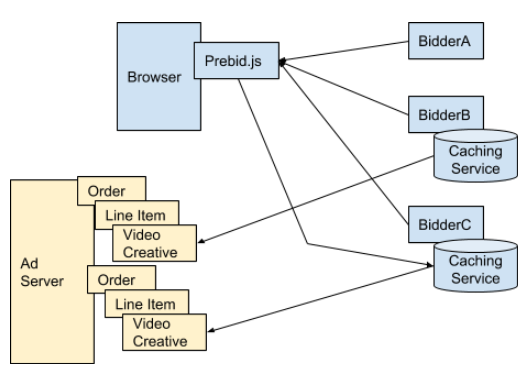 Browser
Prebid.js
BidderA
BidderB
Caching
Service
BidderC
Caching
Service
Ad
Server
Order
Line Item
Video
Creative
Order
Line Item
Video
Creative